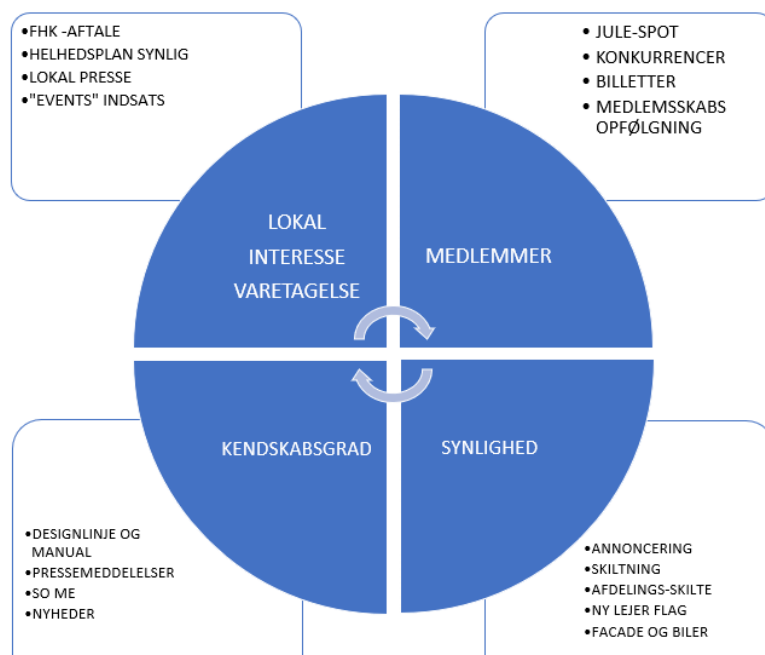 •FHK -AFTALE
•HELHEDSPLAN SYNLIG
•LOKAL PRESSE
•"EVENTS" INDSATS
• JULE-SPOT
• KONKURRENCER
• BILLETTER
• MEDLEMSSKABS
OPFØLGNING
LOKAL
INTERESSE
VARETAGELSE
MEDLEMMER
KENDSKABSGRAD
SYNLIGHED
•DESIGNLINJE OG
MANUAL
•PRESSEMEDDELELSER
•SO ME
•NYHEDER
•ANNONCERING
•SKILTNING
•AFDELINGS-SKILTE
•NY LEJER FLAG
•FACADE OG BILER